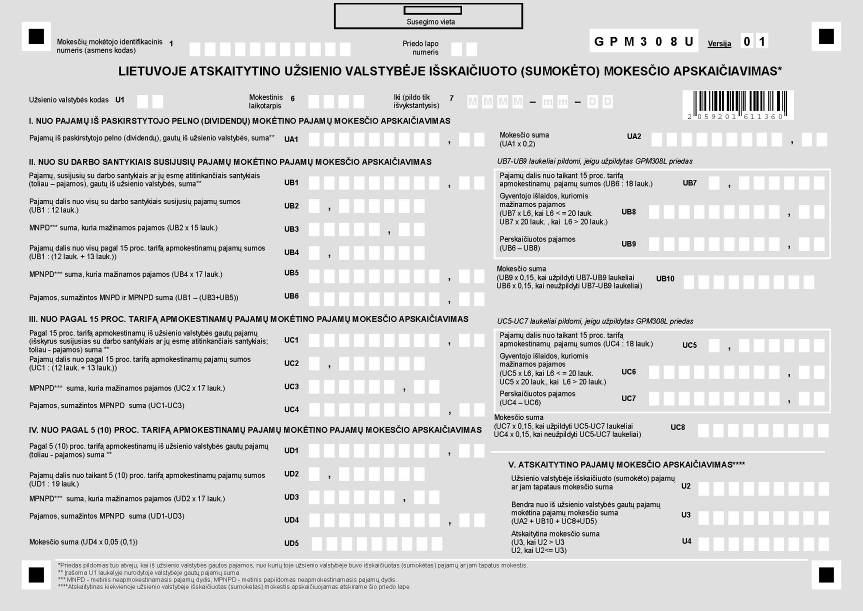 Susegimo vieta
Mokesčių mokėtojo identifikacinis numeris (asmens kodas) 1
Priedo lapo numeris
GPM308U Versija 01
LIETUVOJE ATSKAITYTINO UŽSIENIO VALSTYBĖJE IŠSKAIČIUOTO (SUMOKĖTO) MOKESČIO APSKAIČIAVIMAS*
Užsienio valstybės kodas U1
Mokestinis laikotarpis 6
Iki (pildo tik išvykstantysis) 7 MMMM – mm – DD
2059201611360
I. NUO PAJAMŲ IŠ PASKIRSTYTOJO PELNO (DIVIDENDŲ) MOKĖTINO PAJAMŲ MOKESČIO APSKAIČIAVIMAS
Pajamų iš paskirstytojo pelno (dividendų), gautų iš užsienio valstybės, suma** UA1
Mokesčio suma
(UA1 x 0,2) UA2
II. NUO SU DARBO SANTYKIAIS SUSIJUSIŲ PAJAMŲ MOKĖTINO PAJAMŲ MOKESČIO APSKAIČIAVIMAS
Pajamų, susijusių su darbo santykiais ar jų esmę atitinkančiais santykiais
(toliau – pajamos), gautų iš užsienio valstybės, suma** UB1
Pajamų dalis nuo visų su darbo santykiais susijusių pajamų sumos
(UB1 : 12 lauk.) UB2
MNPD*** suma, kuria mažinamos pajamos (UB2 x 15 lauk.) UB3
Pajamų dalis nuo visų pagal 15 proc. tarifą apmokestinamų pajamų sumos
(UB1 : (12 lauk. + 13 lauk.)) UB4
MPNPD*** suma, kuria mažinamos pajamos (UB4 x 17 lauk.) UB5
Pajamos, sumažintos MNPD ir MPNPD suma (UB1 – (UB3+UB5)) UB6
UB7-UB9 laukeliai pildomi, jeigu užpildytas GPM308L priedas
Pajamų dalis nuo taikant 15 proc. tarifą
apmokestinamų pajamų sumos (UB6 : 18 lauk.) UB7
Gyventojo išlaidos, kuriomis
mažinamos pajamos
(UB7 x L6, kai L6 < = 20 lauk.
UB7 x 20 lauk. , kai L6 > 20 lauk.) UB8
Perskaičiuotos pajamos
(UB6 – UB8) UB9
Mokesčio suma
(UB9 x 0,15, kai užpildyti UB7-UB9 laukeliai
UB6 x 0,15, kai neužpildyti UB7-UB9 laukeliai) UB10
III. NUO PAGAL 15 PROC. TARIFĄ APMOKESTINAMŲ PAJAMŲ MOKĖTINO PAJAMŲ MOKESČIO APSKAIČIAVIMAS
Pagal 15 proc. tarifą apmokestinamų iš užsienio valstybės gautų pajamų
(išskyrus susijusias su darbo santykiais ar jų esmę atitinkančiais santykiais;
toliau - pajamos) suma ** UC1
Pajamų dalis nuo pagal 15 proc. tarifą apmokestinamų pajamų sumos
(UC1 : (12 lauk. + 13 lauk.)) UC2
MPNPD*** suma, kuria mažinamos pajamos (UC2 x 17 lauk.) UC3
Pajamos, sumažintos MPNPD suma (UC1-UC3) UC4
UC5-UC7 laukeliai pildomi, jeigu užpildytas GPM308L priedas
Pajamų dalis nuo taikant 15 proc. tarifą
apmokestinamų pajamų sumos (UC4 : 18 lauk.) UC5
Gyventojo išlaidos, kuriomis
mažinamos pajamos
(UC5 x L6, kai L6 < = 20 lauk.
UC5 x 20 lauk., kai L6 > 20 lauk.) UC6
Perskaičiuotos pajamos
(UC4 – UC6) UC7
Mokesčio suma
(UC7 x 0,15, kai užpildyti UC5-UC7 laukeliai
UC4 x 0,15, kai neužpildyti UC5-UC7 laukeliai) UC8
IV. NUO PAGAL 5 (10) PROC. TARIFĄ APMOKESTINAMŲ PAJAMŲ MOKĖTINO PAJAMŲ MOKESČIO APSKAIČIAVIMAS
Pagal 5 (10) proc. tarifą apmokestinamų iš užsienio valstybės gautų pajamų
(toliau - pajamos) suma ** UD1
Pajamų dalis nuo taikant 5 (10) proc. tarifą apmokestinamų pajamų sumos
(UD1 : 19 lauk.) UD2
MPNPD*** suma, kuria mažinamos pajamos (UD2 x 17 lauk.) UD3
Pajamos, sumažintos MPNPD suma (UD1-UD3) UD4
Mokesčio suma (UD4 x 0,05 (0,1)) UD5
V. ATSKAITYTINO PAJAMŲ MOKESČIO APSKAIČIAVIMAS****
Užsienio valstybėje išskaičiuoto (sumokėto) pajamų
ar jam tapataus mokesčio suma U2
Bendra nuo iš užsienio valstybės gautų pajamų
mokėtina pajamų mokesčio suma
(UA2 + UB10 + UC8+UD5) U3
Atskaitytina mokesčio suma
(U3, kai U2 > U3
U2, kai U2<= U3) U4
*Priedas pildomas tuo atveju, kai iš užsienio valstybės gautos pajamos, nuo kurių toje užsienio valstybėje buvo išskaičiuotas (sumokėtas) pajamų ar jam tapatus mokestis.
** Įrašoma U1 laukelyje nurodytoje valstybėje gautų pajamų suma
*** MNPD - metinis neapmokestinamasis pajamų dydis, MPNPD - metinis papildomas neapmokestinamasis pajamų dydis.
****Atskaitytinas kiekvienoje užsienio valstybėje išskaičiuotas (sumokėtas) mokestis apskaičiuojamas atskirame šio priedo lape.